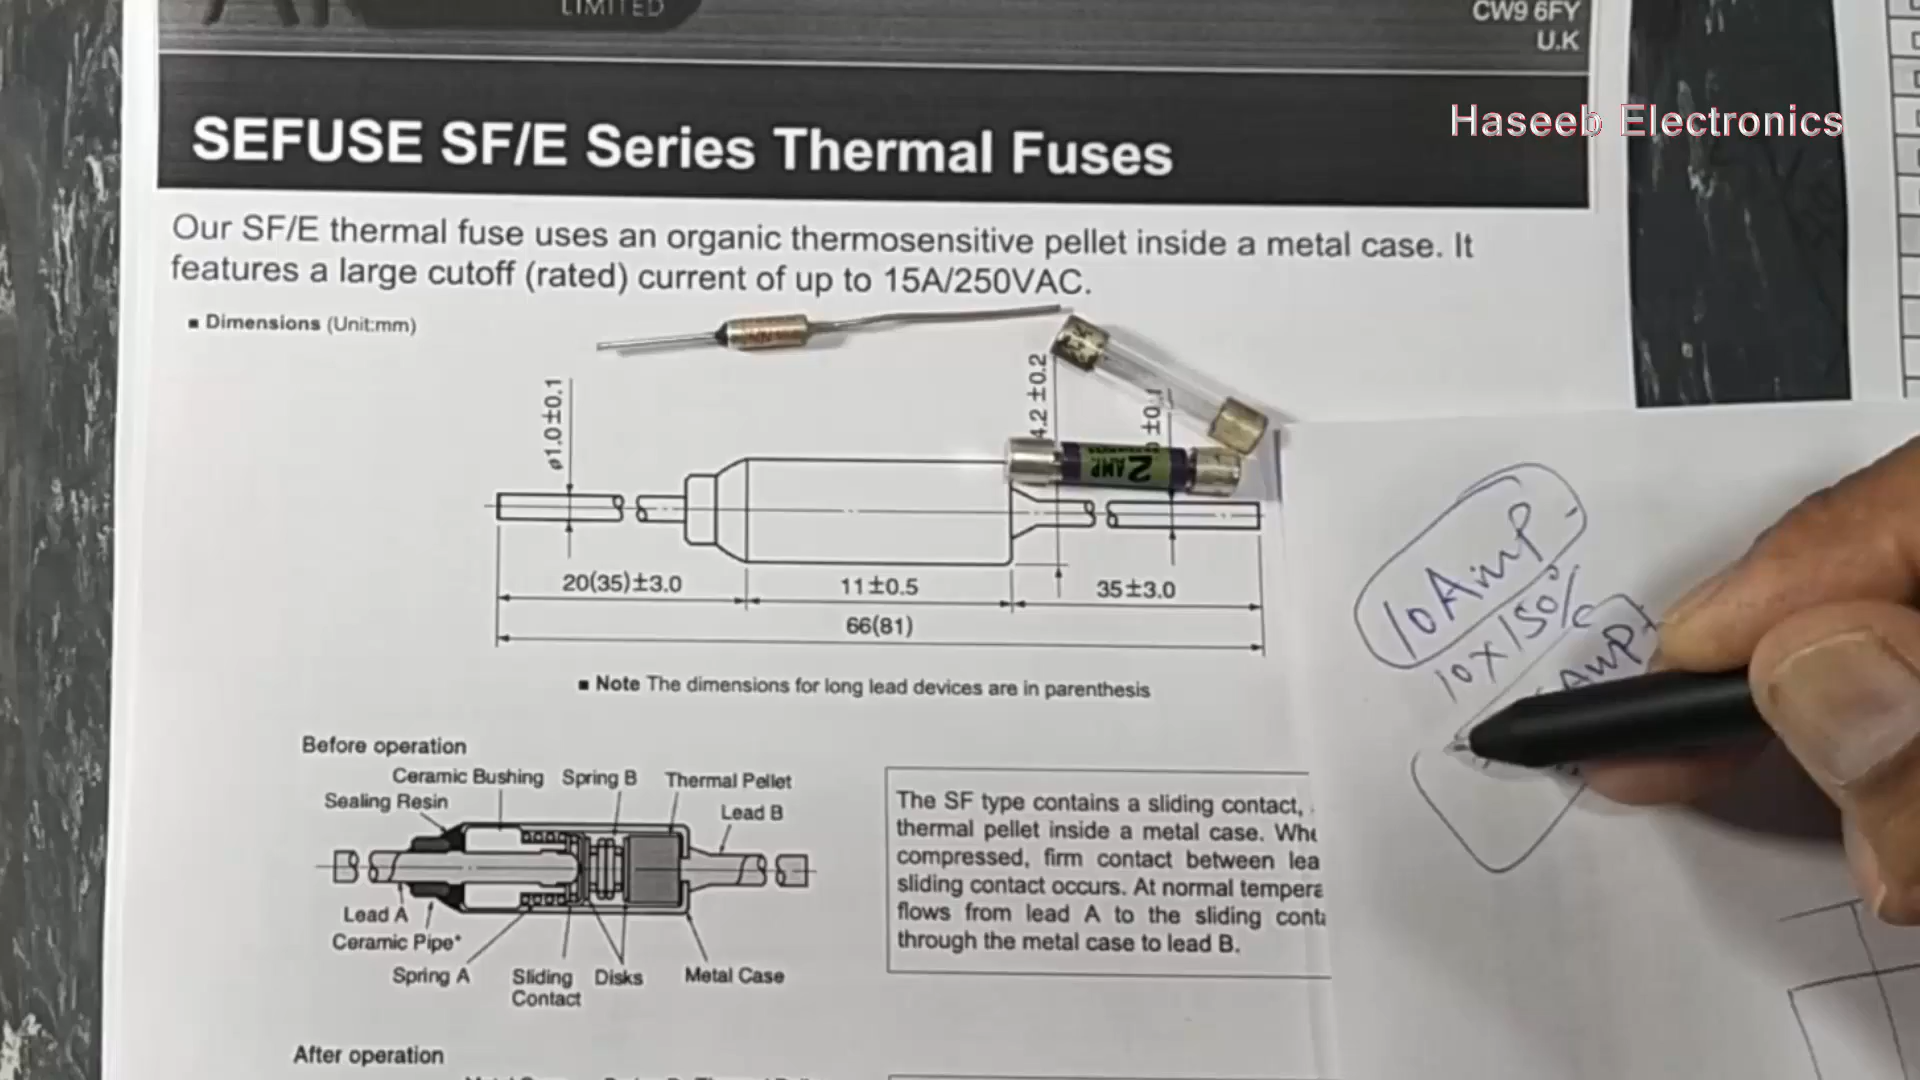 LIMITED
CW9 6FY
U.K
Haseeb Electronics
SEFUSE SF/E Series Thermal Fuses
Our SF/E thermal fuse uses an organic thermosensitive pellet inside a metal case. It
features a large cutoff (rated) current of up to 15A/250VAC.
■ Dimensions (Unit:mm)
ø1.0±0.1
4.2 ±0.2
2
AMP
20(35)±3.0
11±0.5
35±3.0
66(81)
■ Note The dimensions for long lead devices are in parenthesis
10 Amp
10 X 150%
Amp
Before operation
Ceramic Bushing
Spring B
Thermal Pellet
Sealing Resin
Lead B
Lead A
Ceramic Pipe*
Spring A
Sliding
Contact
Disks
Metal Case
The SF type contains a sliding contact,
thermal pellet inside a metal case.
compressed, firm contact between
sliding contact occurs. At normal
flows from lead A to the sliding
through the metal case to lead B.
After operation